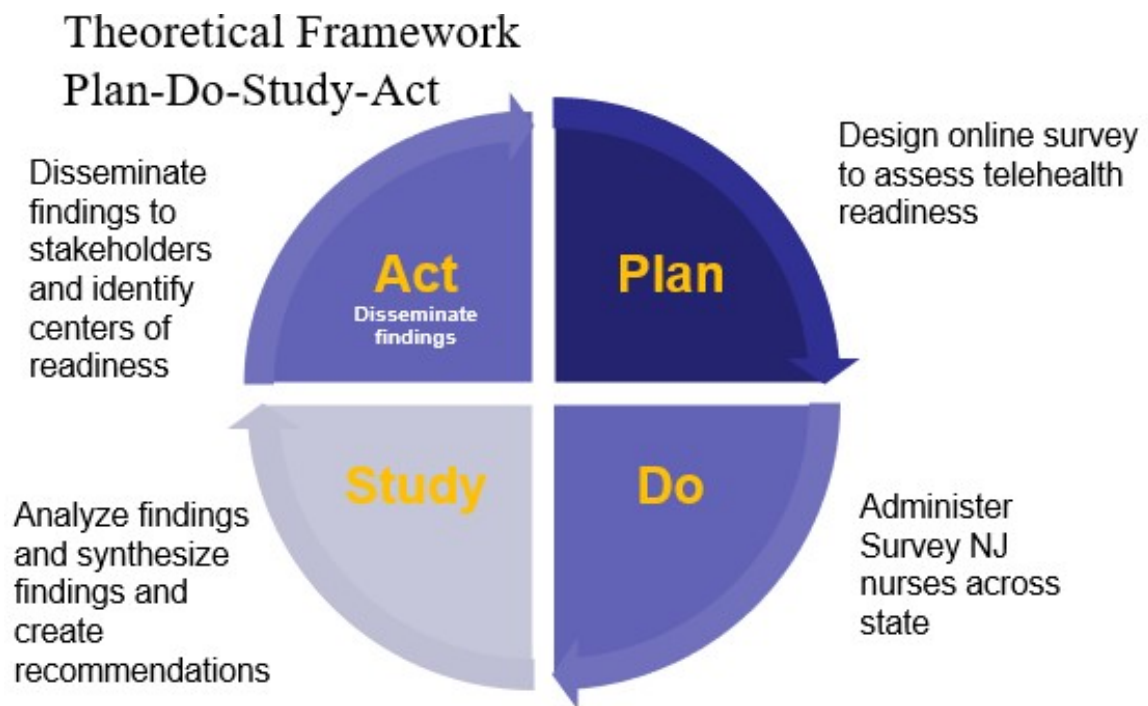 Theoretical Framework
Plan-Do-Study-Act
Disseminate
findings to
stakeholders
and identify
centers of
readiness
Act
Disseminate
findings
Plan
Design online survey
to assess telehealth
readiness
Study
Analyze findings
and synthesize
findings and
create
recommendations
Do
Administer
Survey NJ
nurses across
state